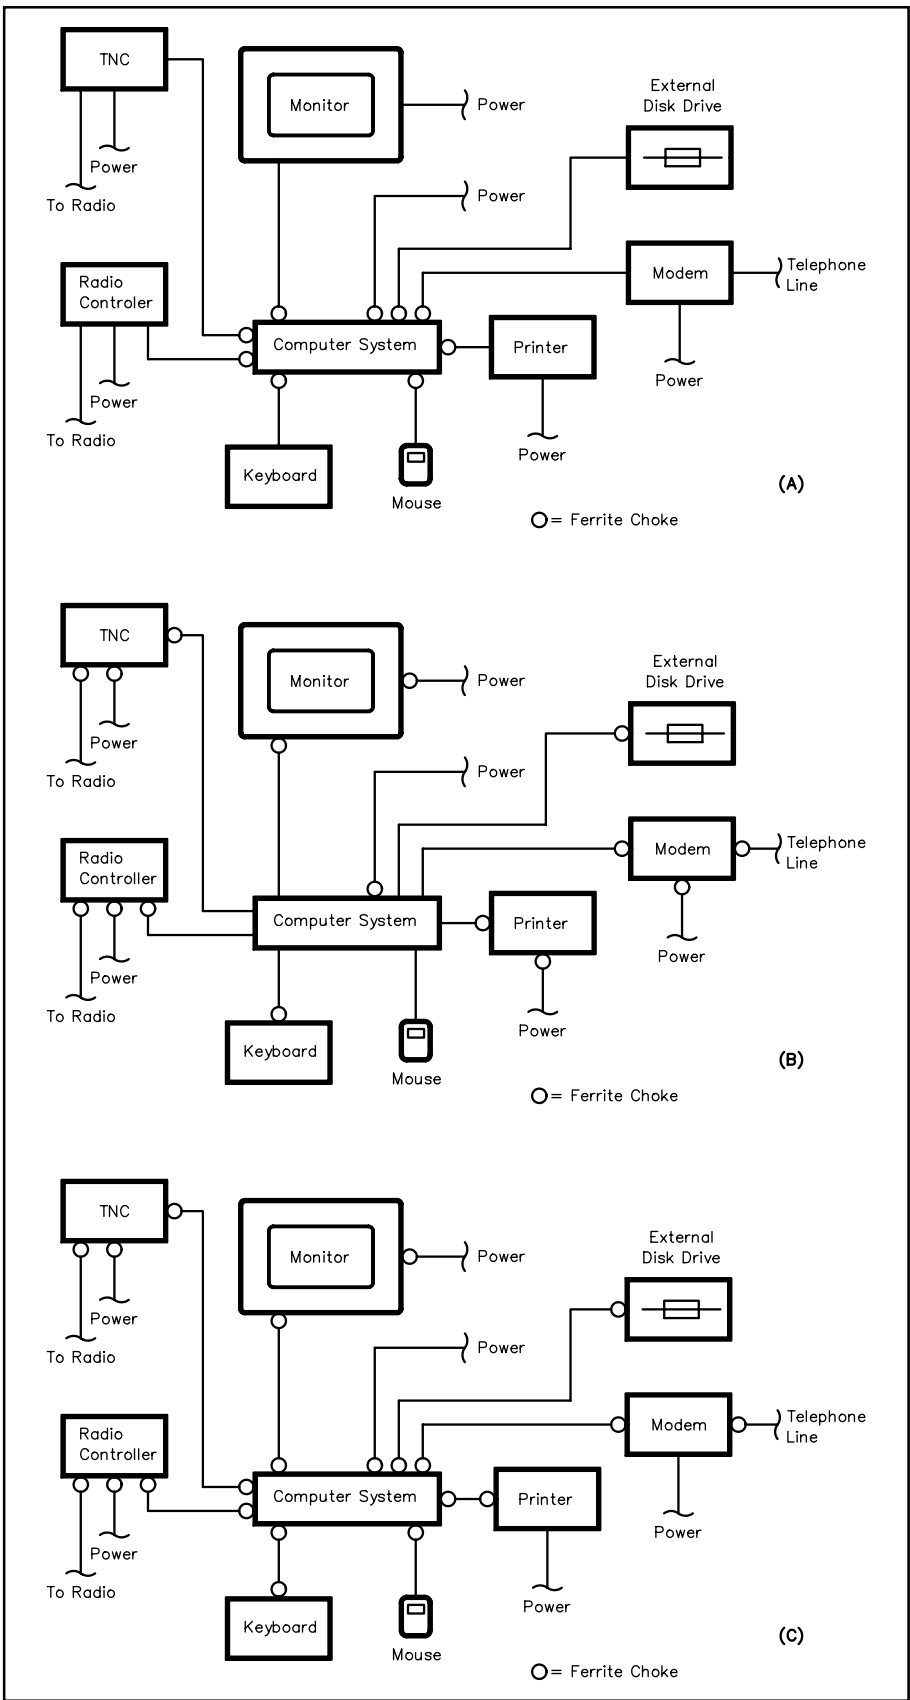 TNC
Monitor
Power
External
Disk Drive
Power
To Radio
Power
Radio
Controler
Modem
Telephone
Line
Computer System
Printer
Power
Power
To Radio
Keyboard
Power
Mouse
(A)
= Ferrite Choke
TNC
Monitor
Power
External
Disk Drive
Power
To Radio
Power
Radio
Controller
Modem
Telephone
Line
Computer System
Printer
Power
Power
To Radio
Power
Keyboard
Mouse
(B)
= Ferrite Choke
TNC
Monitor
Power
External
Disk Drive
Power
To Radio
Power
Radio
Controller
Modem
Telephone
Line
Computer System
Printer
Power
Power
To Radio
Power
Keyboard
Mouse
(C)
= Ferrite Choke